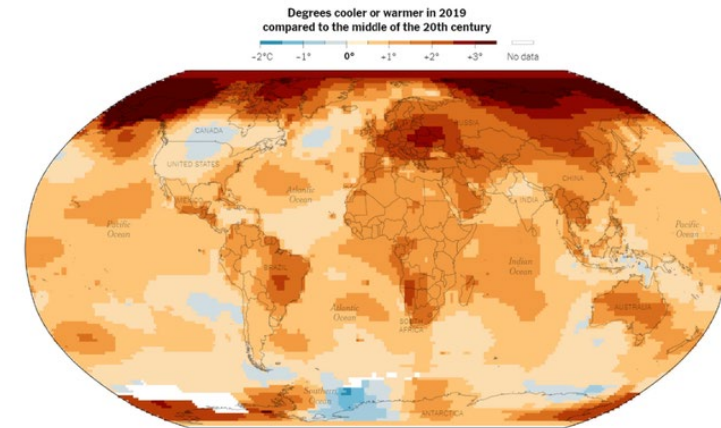 Degrees cooler or warmer in 2019
compared to the middle of the 20th century
−2°C −1° 0° +1° +2° +3° No data
RUSSIA
CANADA
UNITED STATES
Atlantic
Ocean
CHINA
MEXICO
INDIA
Pacific
Ocean
Pacific
Ocean
BRAZIL
Indian
Ocean
Atlantic
Ocean
SOUTH
AFRICA
AUSTRALIA
Southern
Ocean
ANTARCTICA